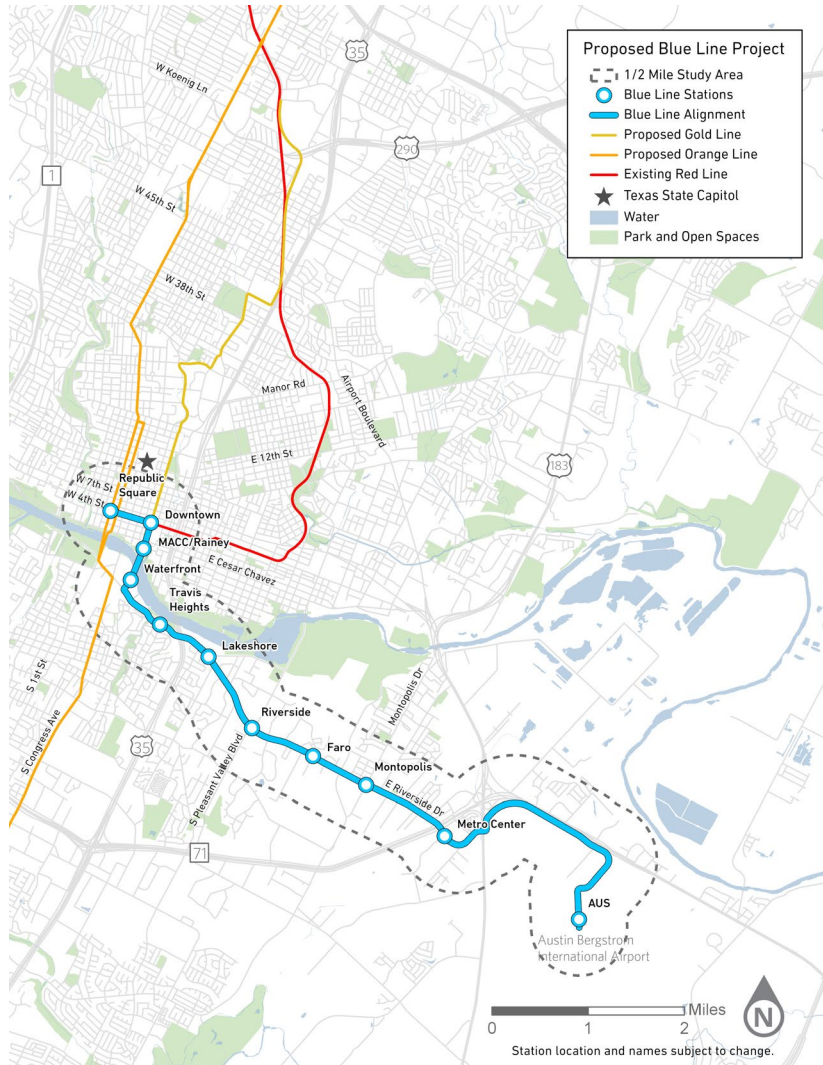 Proposed Blue Line Project
1/2 Mile Study Area
Blue Line Stations
Blue Line Alignment
Proposed Gold Line
Proposed Orange Line
Existing Red Line
Texas State Capitol
Water
Park and Open Spaces
35
W Koenig Ln
290
1
W 45th St
W 38th St
Manor Rd
Airport Boulevard
E 12th St
183
Republic
Square
W 7th St
W 4th St
Downtown
MACC/Rainey
E Cesar Chavez
Waterfront
Travis
Heights
Lakeshore
S 1st St
Montopolis Dr
Riverside
S Congress Ave
35
Faro
S Pleasant Valley Blvd
Montopolis
E Riverside Dr
Metro Center
71
AUS
Austin Bergstrom
International Airport
Miles
0 1 2
N
Station location and names subject to change.